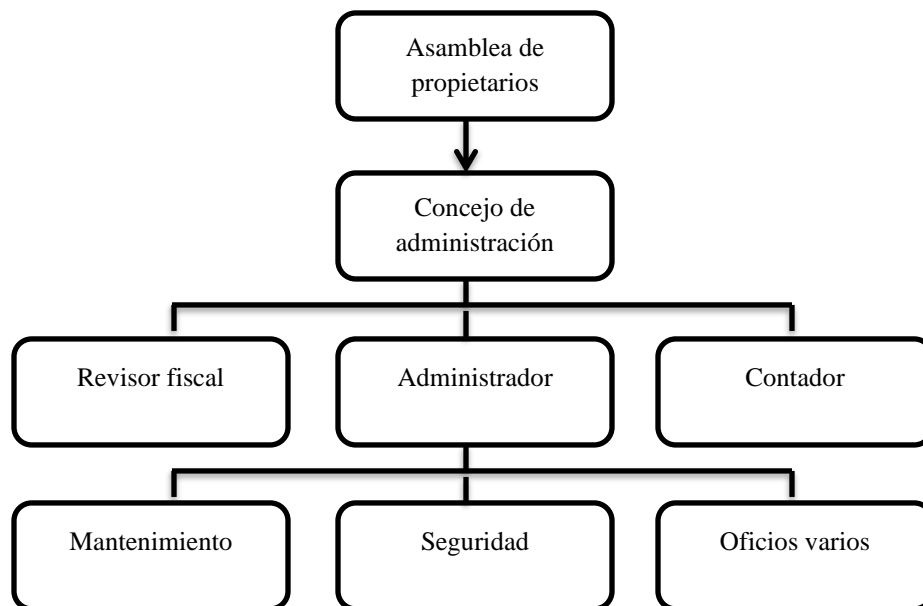 Asamblea de
propietarios
Concejo de
administración
Revisor fiscal
Administrador
Contador
Mantenimiento
Seguridad
Oficios varios